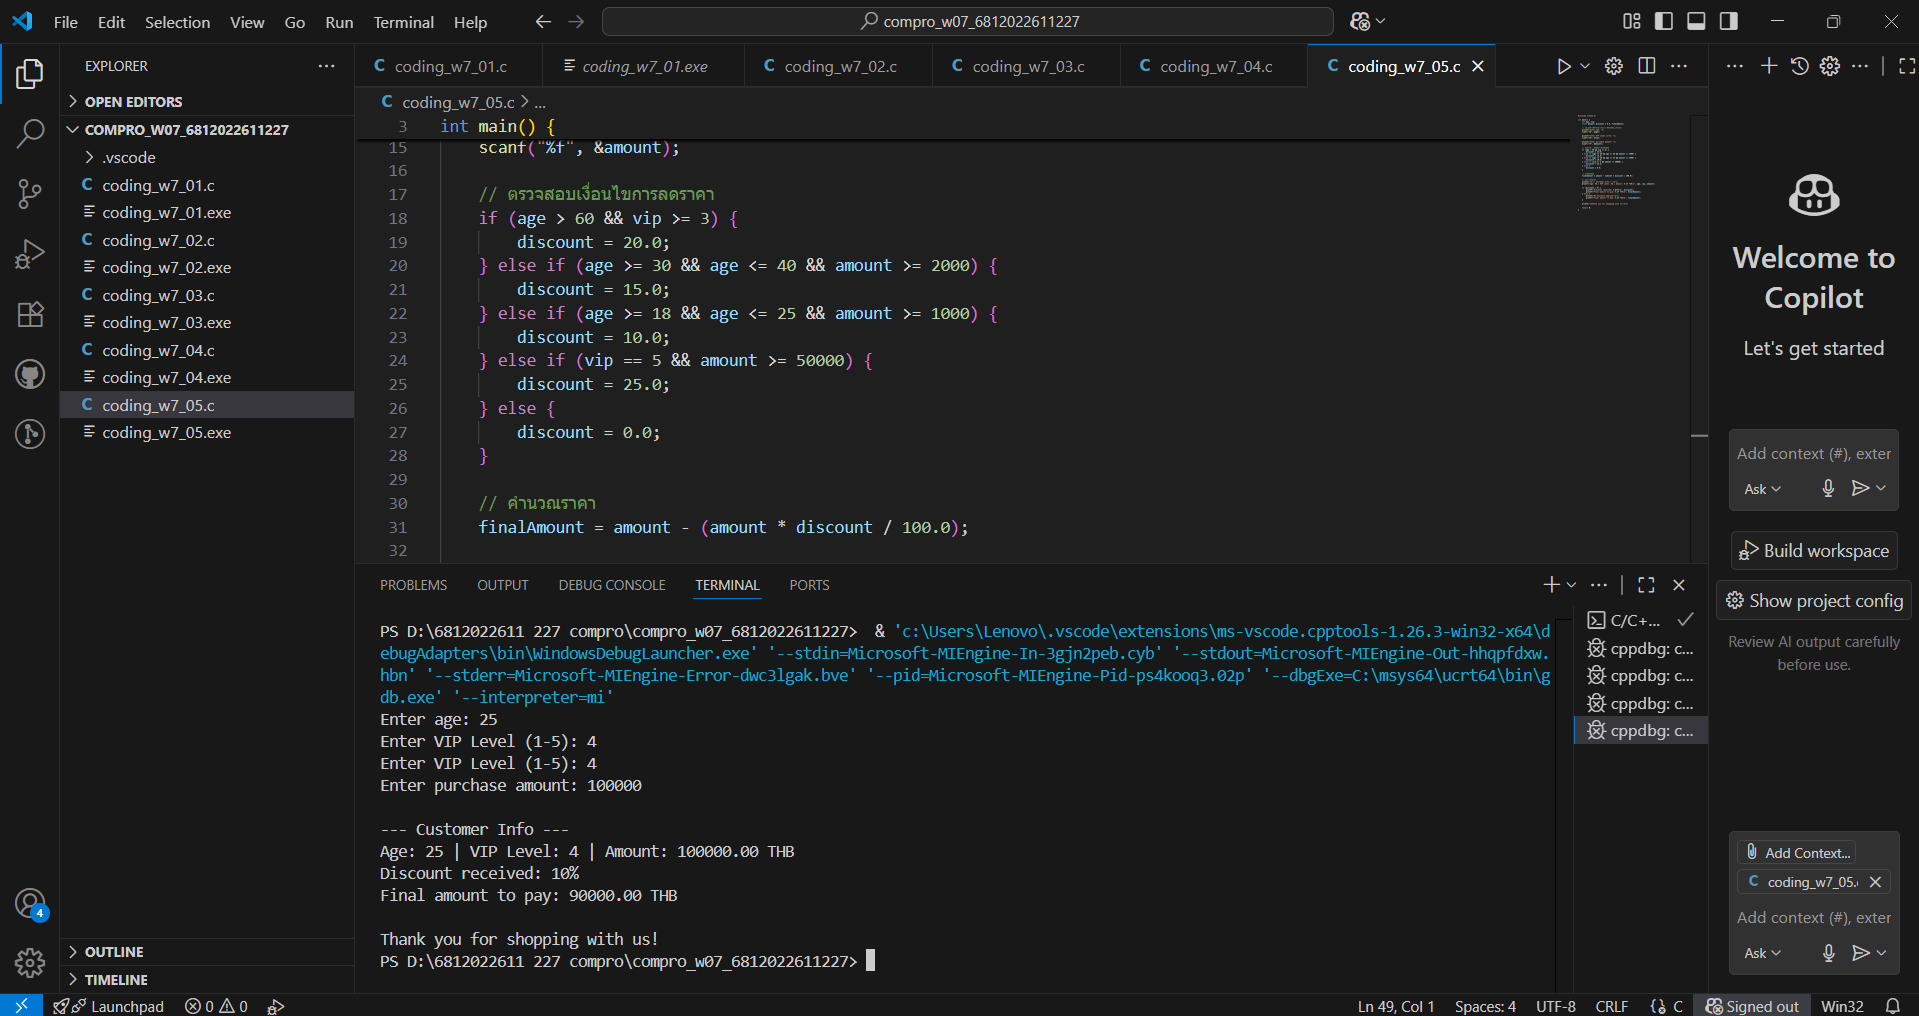 File Edit Selection View Go Run Terminal Help
compro_w07_6812022611227
EXPLORER
OPEN EDITORS
COMPRO_W07_6812022611227
.vscode
C coding_w7_01.c
coding_w7_01.exe
C coding_w7_02.c
coding_w7_02.exe
C coding_w7_03.c
coding_w7_03.exe
C coding_w7_04.c
coding_w7_04.exe
C coding_w7_05.c
coding_w7_05.exe
4
OUTLINE
TIMELINE
C coding_w7_01.c
coding_w7_01.exe
C coding_w7_02.c
C coding_w7_03.c
C coding_w7_04.c
C coding_w7_05.c
C coding_w7_05.c > ...
3 int main() {
15 scanf("%f", &amount);
16
17 // ตรวจสอบเงื่อนไขการลดราคา
18 if (age > 60 && vip >= 3) {
19 discount = 20.0;
20 } else if (age >= 30 && age <= 40 && amount >= 2000) {
21 discount = 15.0;
22 } else if (age >= 18 && age <= 25 && amount >= 1000) {
23 discount = 10.0;
24 } else if (vip == 5 && amount >= 50000) {
25 discount = 25.0;
26 } else {
27 discount = 0.0;
28 }
29
30 // คำนวณราคา
31 finalAmount = amount - (amount * discount / 100.0);
32
PROBLEMS OUTPUT DEBUG CONSOLE TERMINAL PORTS
PS D:\6812022611 227 compro\compro_w07_6812022611227> & 'c:\Users\Lenovo\.vscode\extensions\ms-vscode.cpptools-1.26.3-win32-x64\d
ebugAdapters\bin\WindowsDebugLauncher.exe' '--stdin=Microsoft-MIEngine-In-3gjn2peb.cyb' '--stdout=Microsoft-MIEngine-Out-hhqpfdxw.
hbn' '--stderr=Microsoft-MIEngine-Error-dwc3lgak.bve' '--pid=Microsoft-MIEngine-Pid-ps4kooq3.02p' '--dbgExe=C:\msys64\ucrt64\bin\g
db.exe' '--interpreter=mi'
Enter age: 25
Enter VIP Level (1-5): 4
Enter VIP Level (1-5): 4
Enter purchase amount: 100000
--- Customer Info ---
Age: 25 | VIP Level: 4 | Amount: 100000.00 THB
Discount received: 10%
Final amount to pay: 90000.00 THB
Thank you for shopping with us!
PS D:\6812022611 227 compro\compro_w07_6812022611227>
C/C+...
cppdbg: c...
cppdbg: c...
cppdbg: c...
cppdbg: c...
Welcome to
Copilot
Let's get started
Add context (#), exter
Ask
Build workspace
Show project config
Review AI output carefully
before use.
Add Context...
C coding_w7_05.
Add context (#), exter
Ask
Launchpad 0 0
Ln 49, Col 1 Spaces: 4 UTF-8 CRLF {} C Signed out Win32